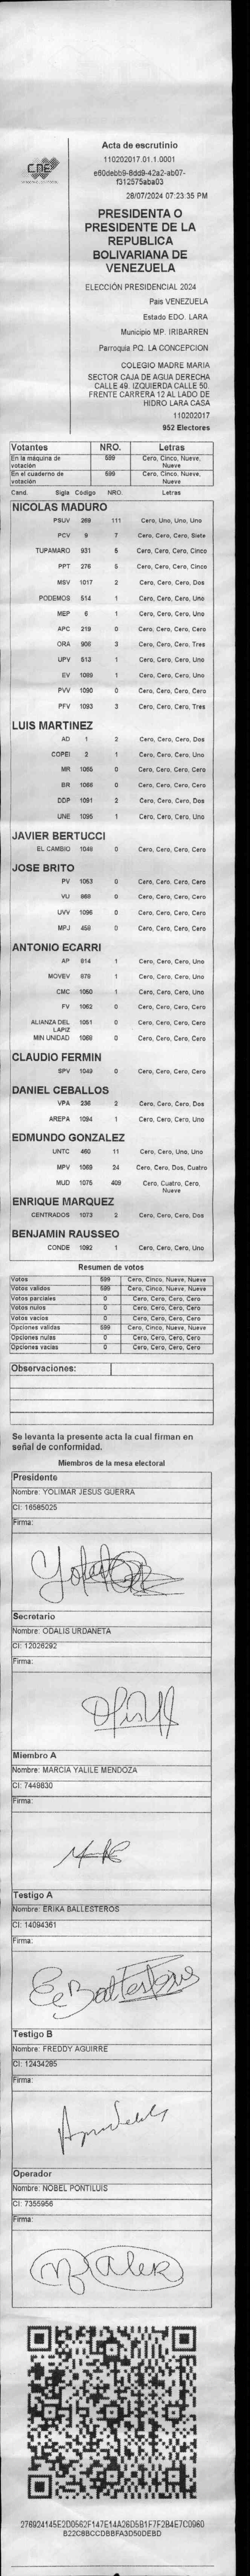 CNE
Acta de escrutinio
110202017.01.1.0001
e60debb9-8dd9-42a2-ab07-
f312575aba03
28/07/2024 07:23:35 PM
PRESIDENTA O
PRESIDENTE DE LA
REPUBLICA
BOLIVARIANA DE
VENEZUELA
ELECCIÓN PRESIDENCIAL 2024
Pais VENEZUELA
Estado EDO. LARA
Municipio MP. IRIBARREN
Parroquia PQ. LA CONCEPCION
COLEGIO MADRE MARIA
SECTOR CAJA DE AGUA DERECHA
CALLE 49. IZQUIERDA CALLE 50.
FRENTE CARRERA 12 AL LADO DE
HIDRO LARA CASA
110202017
952 Electores
Votantes NRO. Letras
En la máquina de votación 599 Cero, Cinco, Nueve, Nueve
En el cuaderno de votación 599 Cero, Cinco, Nueve, Nueve
Cand. Sigla Código NRO. Letras
NICOLAS MADURO
PSUV 269 111 Cero, Uno, Uno, Uno
PCV 9 7 Cero, Cero, Cero, Siete
TUPAMARO 931 5 Cero, Cero, Cero, Cinco
PPT 276 5 Cero, Cero, Cero, Cinco
MSV 1017 2 Cero, Cero, Cero, Dos
PODEMOS 514 1 Cero, Cero, Cero, Uno
MEP 6 1 Cero, Cero, Cero, Uno
APC 219 0 Cero, Cero, Cero, Cero
ORA 908 3 Cero, Cero, Cero, Tres
UPV 513 1 Cero, Cero, Cero, Uno
EV 1089 1 Cero, Cero, Cero, Uno
PVV 1090 0 Cero, Cero, Cero, Cero
PFV 1093 3 Cero, Cero, Cero, Tres
LUIS MARTINEZ
AD 1 2 Cero, Cero, Cero, Dos
COPEI 2 1 Cero, Cero, Cero, Uno
MR 1065 0 Cero, Cero, Cero, Cero
BR 1066 0 Cero, Cero, Cero, Cero
DDP 1091 2 Cero, Cero, Cero, Dos
UNE 1095 1 Cero, Cero, Cero, Uno
JAVIER BERTUCCI
EL CAMBIO 1048 0 Cero, Cero, Cero, Cero
JOSE BRITO
PV 1053 0 Cero, Cero, Cero, Cero
VU 868 0 Cero, Cero, Cero, Cero
UVV 1096 0 Cero, Cero, Cero, Cero
MPJ 459 0 Cero, Cero, Cero, Cero
ANTONIO ECARRI
AP 814 1 Cero, Cero, Cero, Uno
MOVEV 879 1 Cero, Cero, Cero, Uno
CMC 1050 1 Cero, Cero, Cero, Uno
FV 1062 0 Cero, Cero, Cero, Cero
ALIANZA DEL LAPIZ 1051 0 Cero, Cero, Cero, Cero
MIN UNIDAD 1068 0 Cero, Cero, Cero, Cero
CLAUDIO FERMIN
SPV 1049 0 Cero, Cero, Cero, Cero
DANIEL CEBALLOS
VPA 236 2 Cero, Cero, Cero, Dos
AREPA 1094 1 Cero, Cero, Cero, Uno
EDMUNDO GONZALEZ
UNTC 460 11 Cero, Cero, Uno, Uno
MPV 1069 24 Cero, Cero, Dos, Cuatro
MUD 1075 409 Cero, Cuatro, Cero, Nueve
ENRIQUE MARQUEZ
CENTRADOS 1073 2 Cero, Cero, Cero, Dos
BENJAMIN RAUSSEO
CONDE 1092 1 Cero, Cero, Cero, Uno
Resumen de votos
Votos 599 Cero, Cinco, Nueve, Nueve
Votos validos 599 Cero, Cinco, Nueve, Nueve
Votos parciales 0 Cero, Cero, Cero, Cero
Votos nulos 0 Cero, Cero, Cero, Cero
Votos vacios 0 Cero, Cero, Cero, Cero
Opciones validas 599 Cero, Cinco, Nueve, Nueve
Opciones nulas 0 Cero, Cero, Cero, Cero
Opciones vacias 0 Cero, Cero, Cero, Cero
Observaciones:
Se levanta la presente acta la cual firman en
señal de conformidad.
Miembros de la mesa electoral
Presidente
Nombre: YOLIMAR JESUS GUERRA
CI: 16585025
Firma:
Secretario
Nombre: ODALIS URDANETA
CI: 12026292
Firma:
Miembro A
Nombre: MARCIA YALILE MENDOZA
CI: 7449830
Firma:
Testigo A
Nombre: ERIKA BALLESTEROS
CI: 14094361
Firma:
Testigo B
Nombre: FREDDY AGUIRRE
CI: 12434285
Firma:
Operador
Nombre: NOBEL PONTILUIS
CI: 7355956
Firma:
276924145E2D0562F147E14A26D5B1F7F2B4E7C0960
B22C8BCCDBBFA3D50DEBD